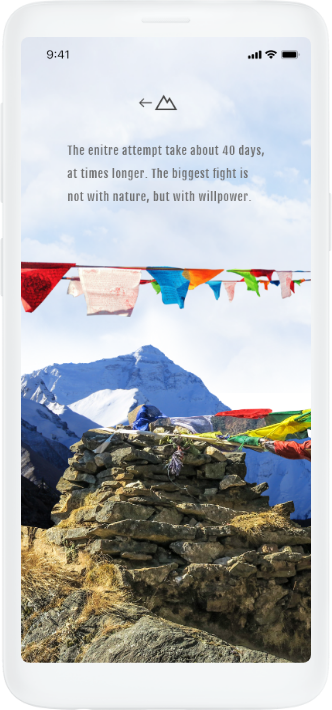 9:41
The enitre attempt take about 40 days,
at times longer. The biggest fight is
not with nature, but with willpower.